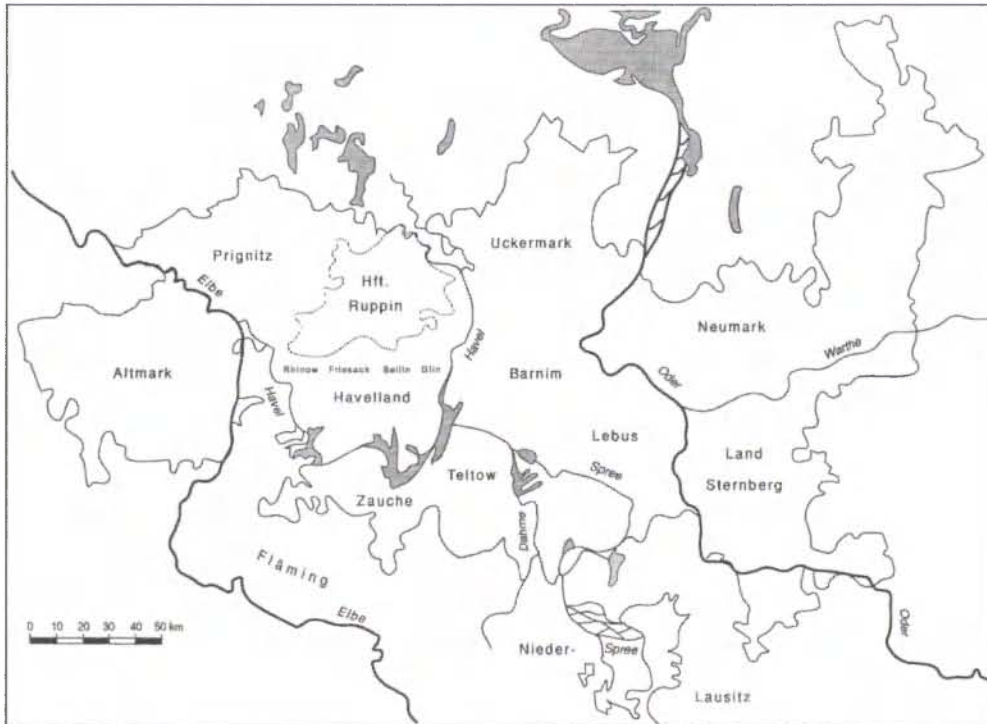 Uckermark
Prignitz
Hft.
Ruppin
Elbe
Neumark
Havel
Warthe
Altmark
Rhinow Friesack Bellin Glin
Barnim
Oder
Havelland
Havel
Lebus
Land
Sternberg
Teltow
Spree
Zauche
Dahme
Fläming
Elbe
Oder
0 10 20 30 40 50 km
Nieder-
Spree
Lausitz